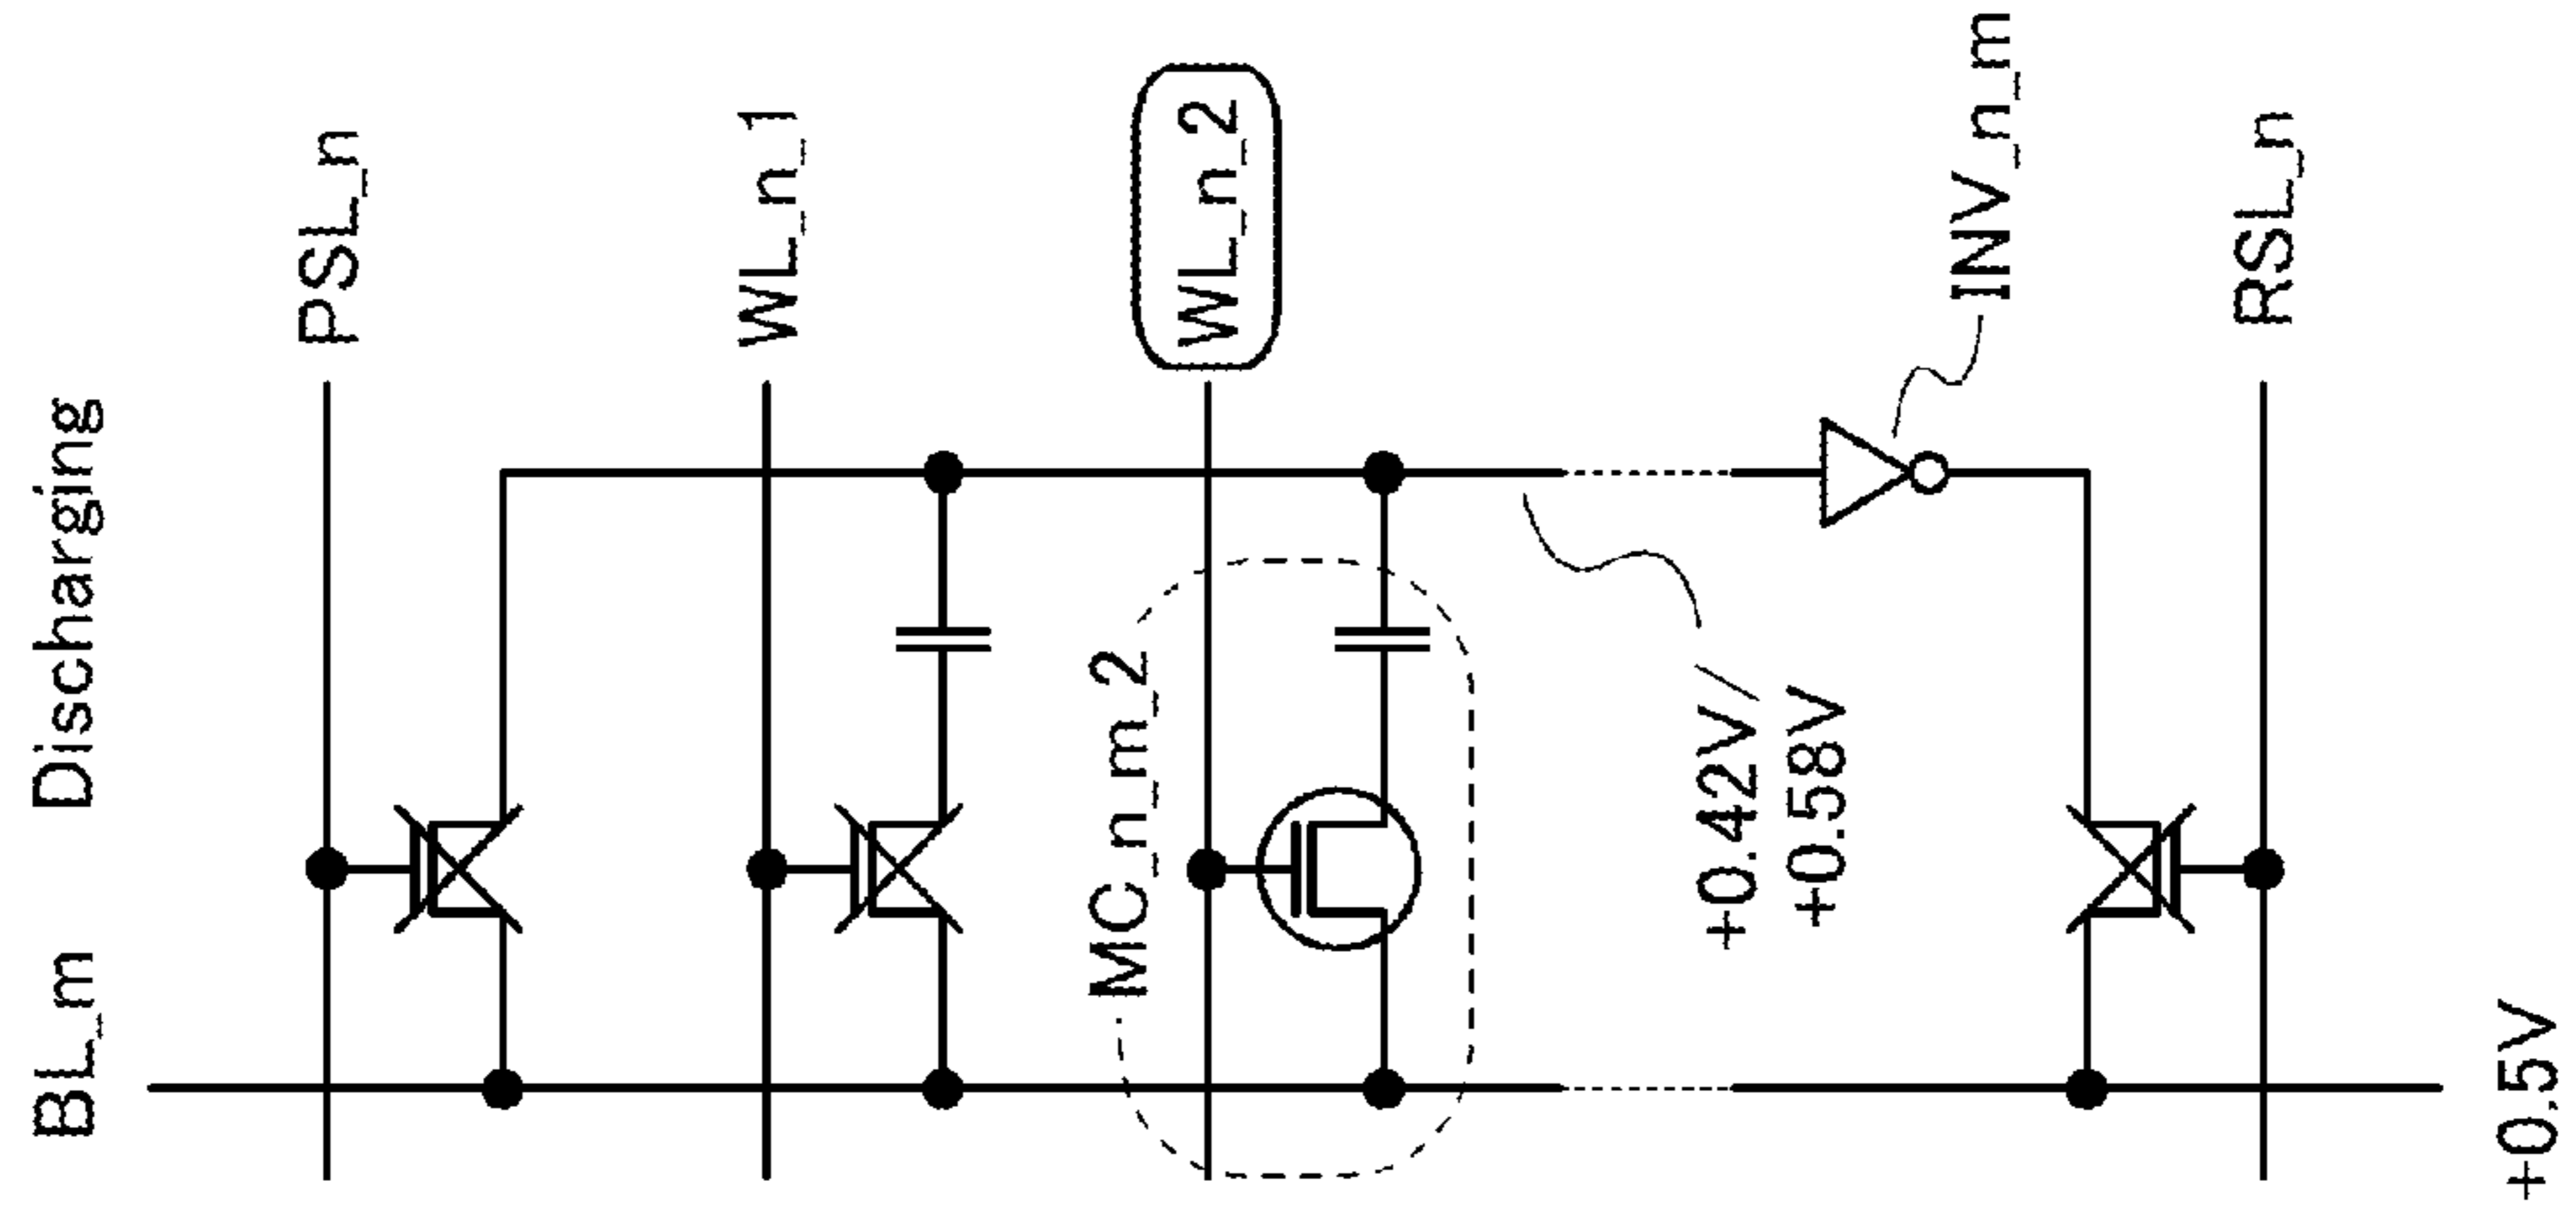 Discharging
BL_m
PSL_n
WL_n_1
WL_n_2
MC_n_m_2
+0.42V/
+0.58V
INV_n_m
RSL_n
+0.5V